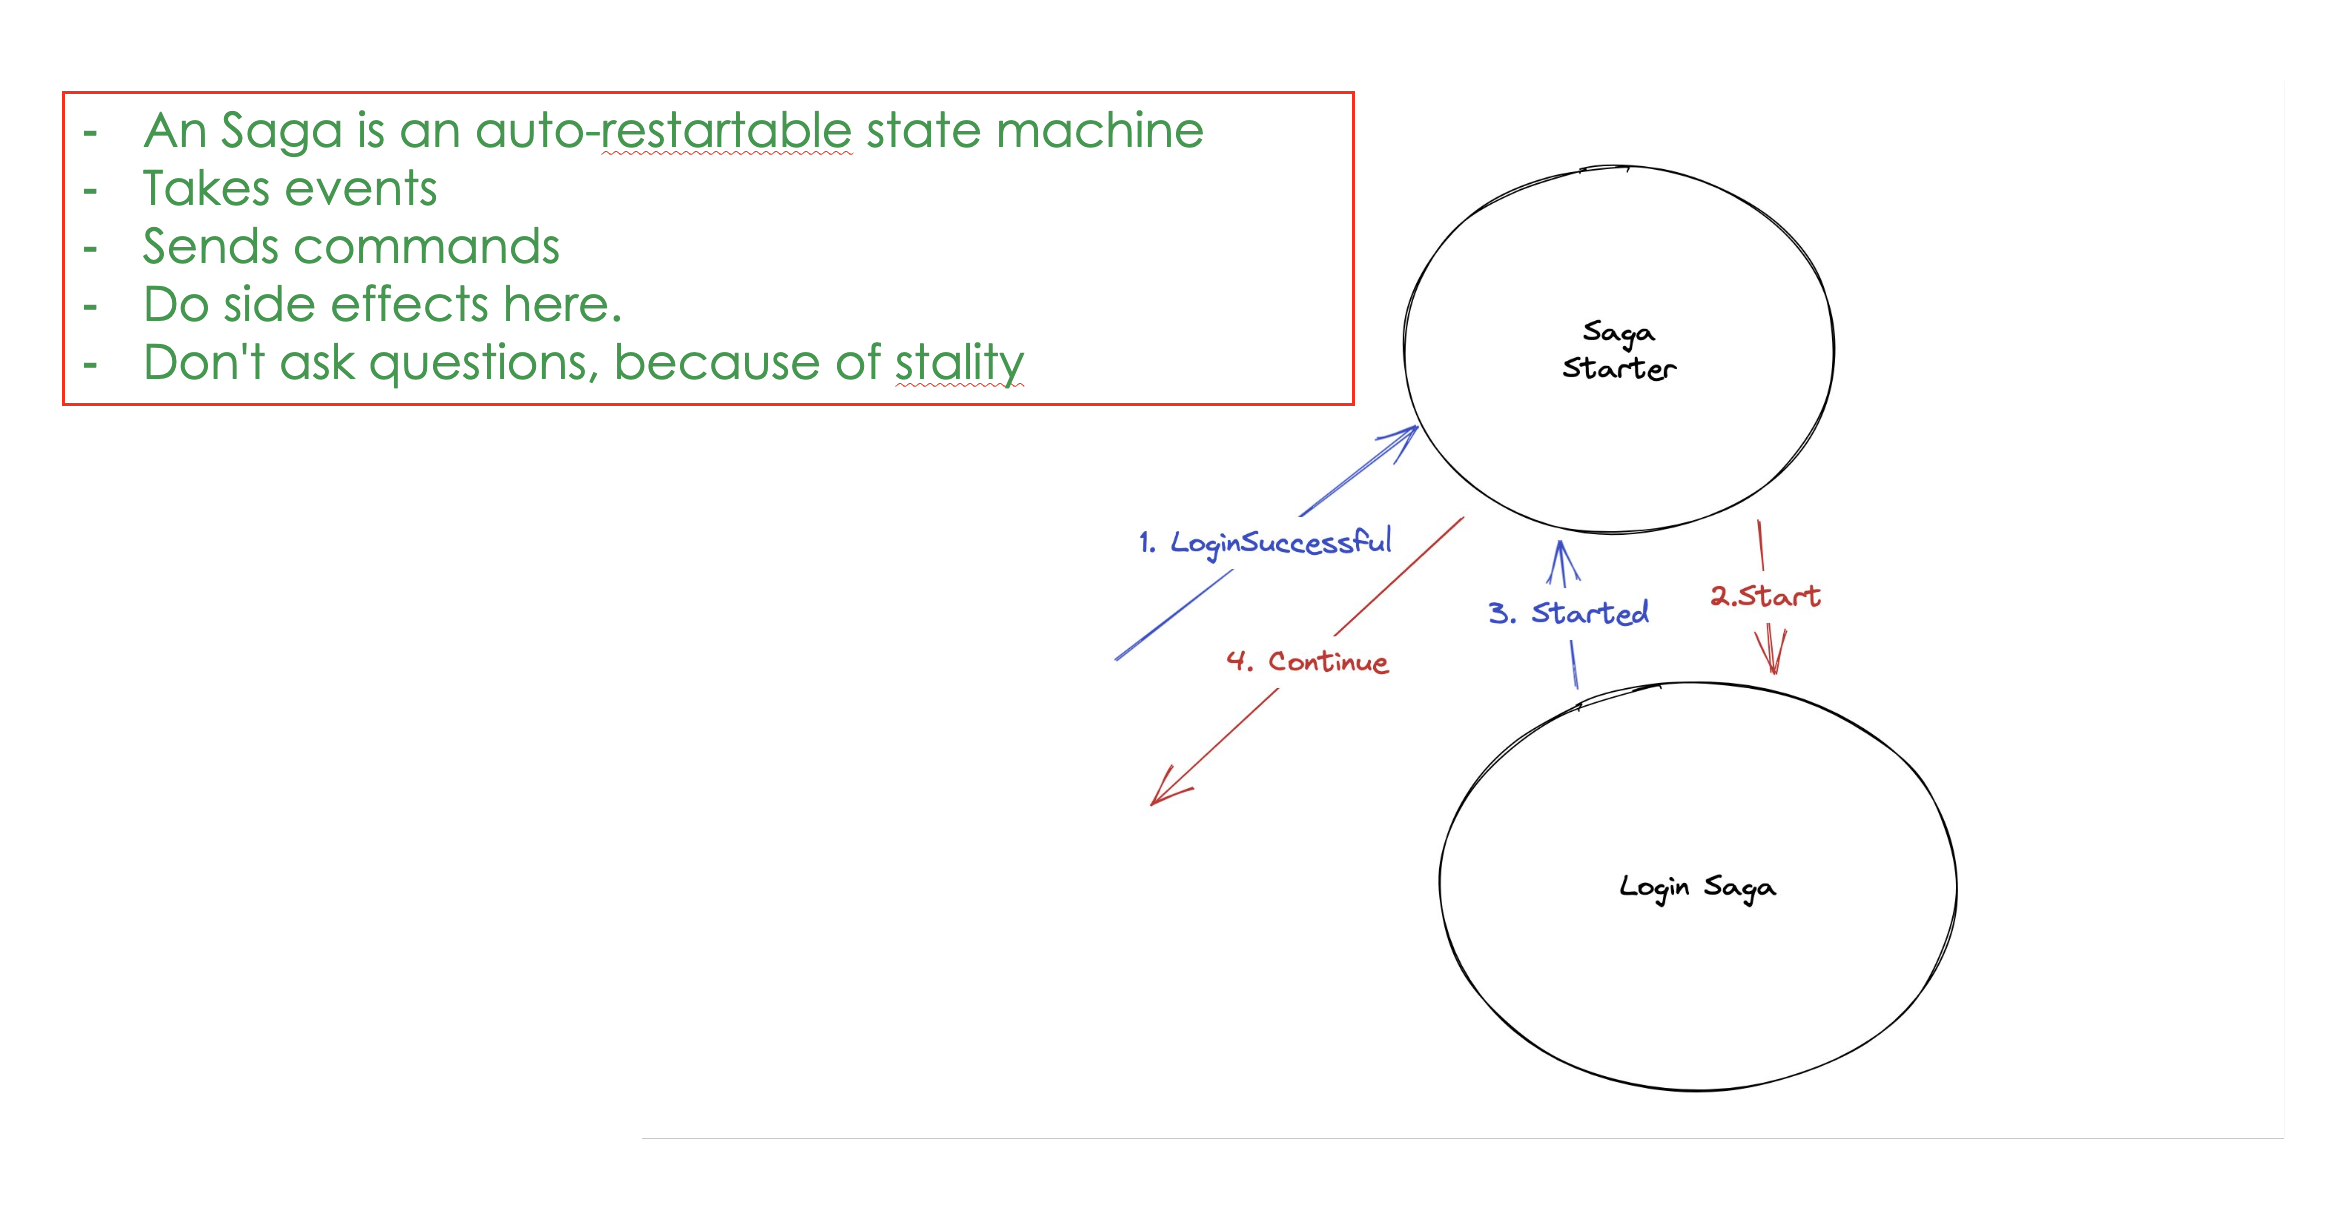 - An Saga is an auto-restartable state machine
- Takes events
- Sends commands
- Do side effects here.
- Don't ask questions, because of stality
Saga
Starter
1. LoginSuccessful
2.Start
3. Started
4. Continue
Login Saga